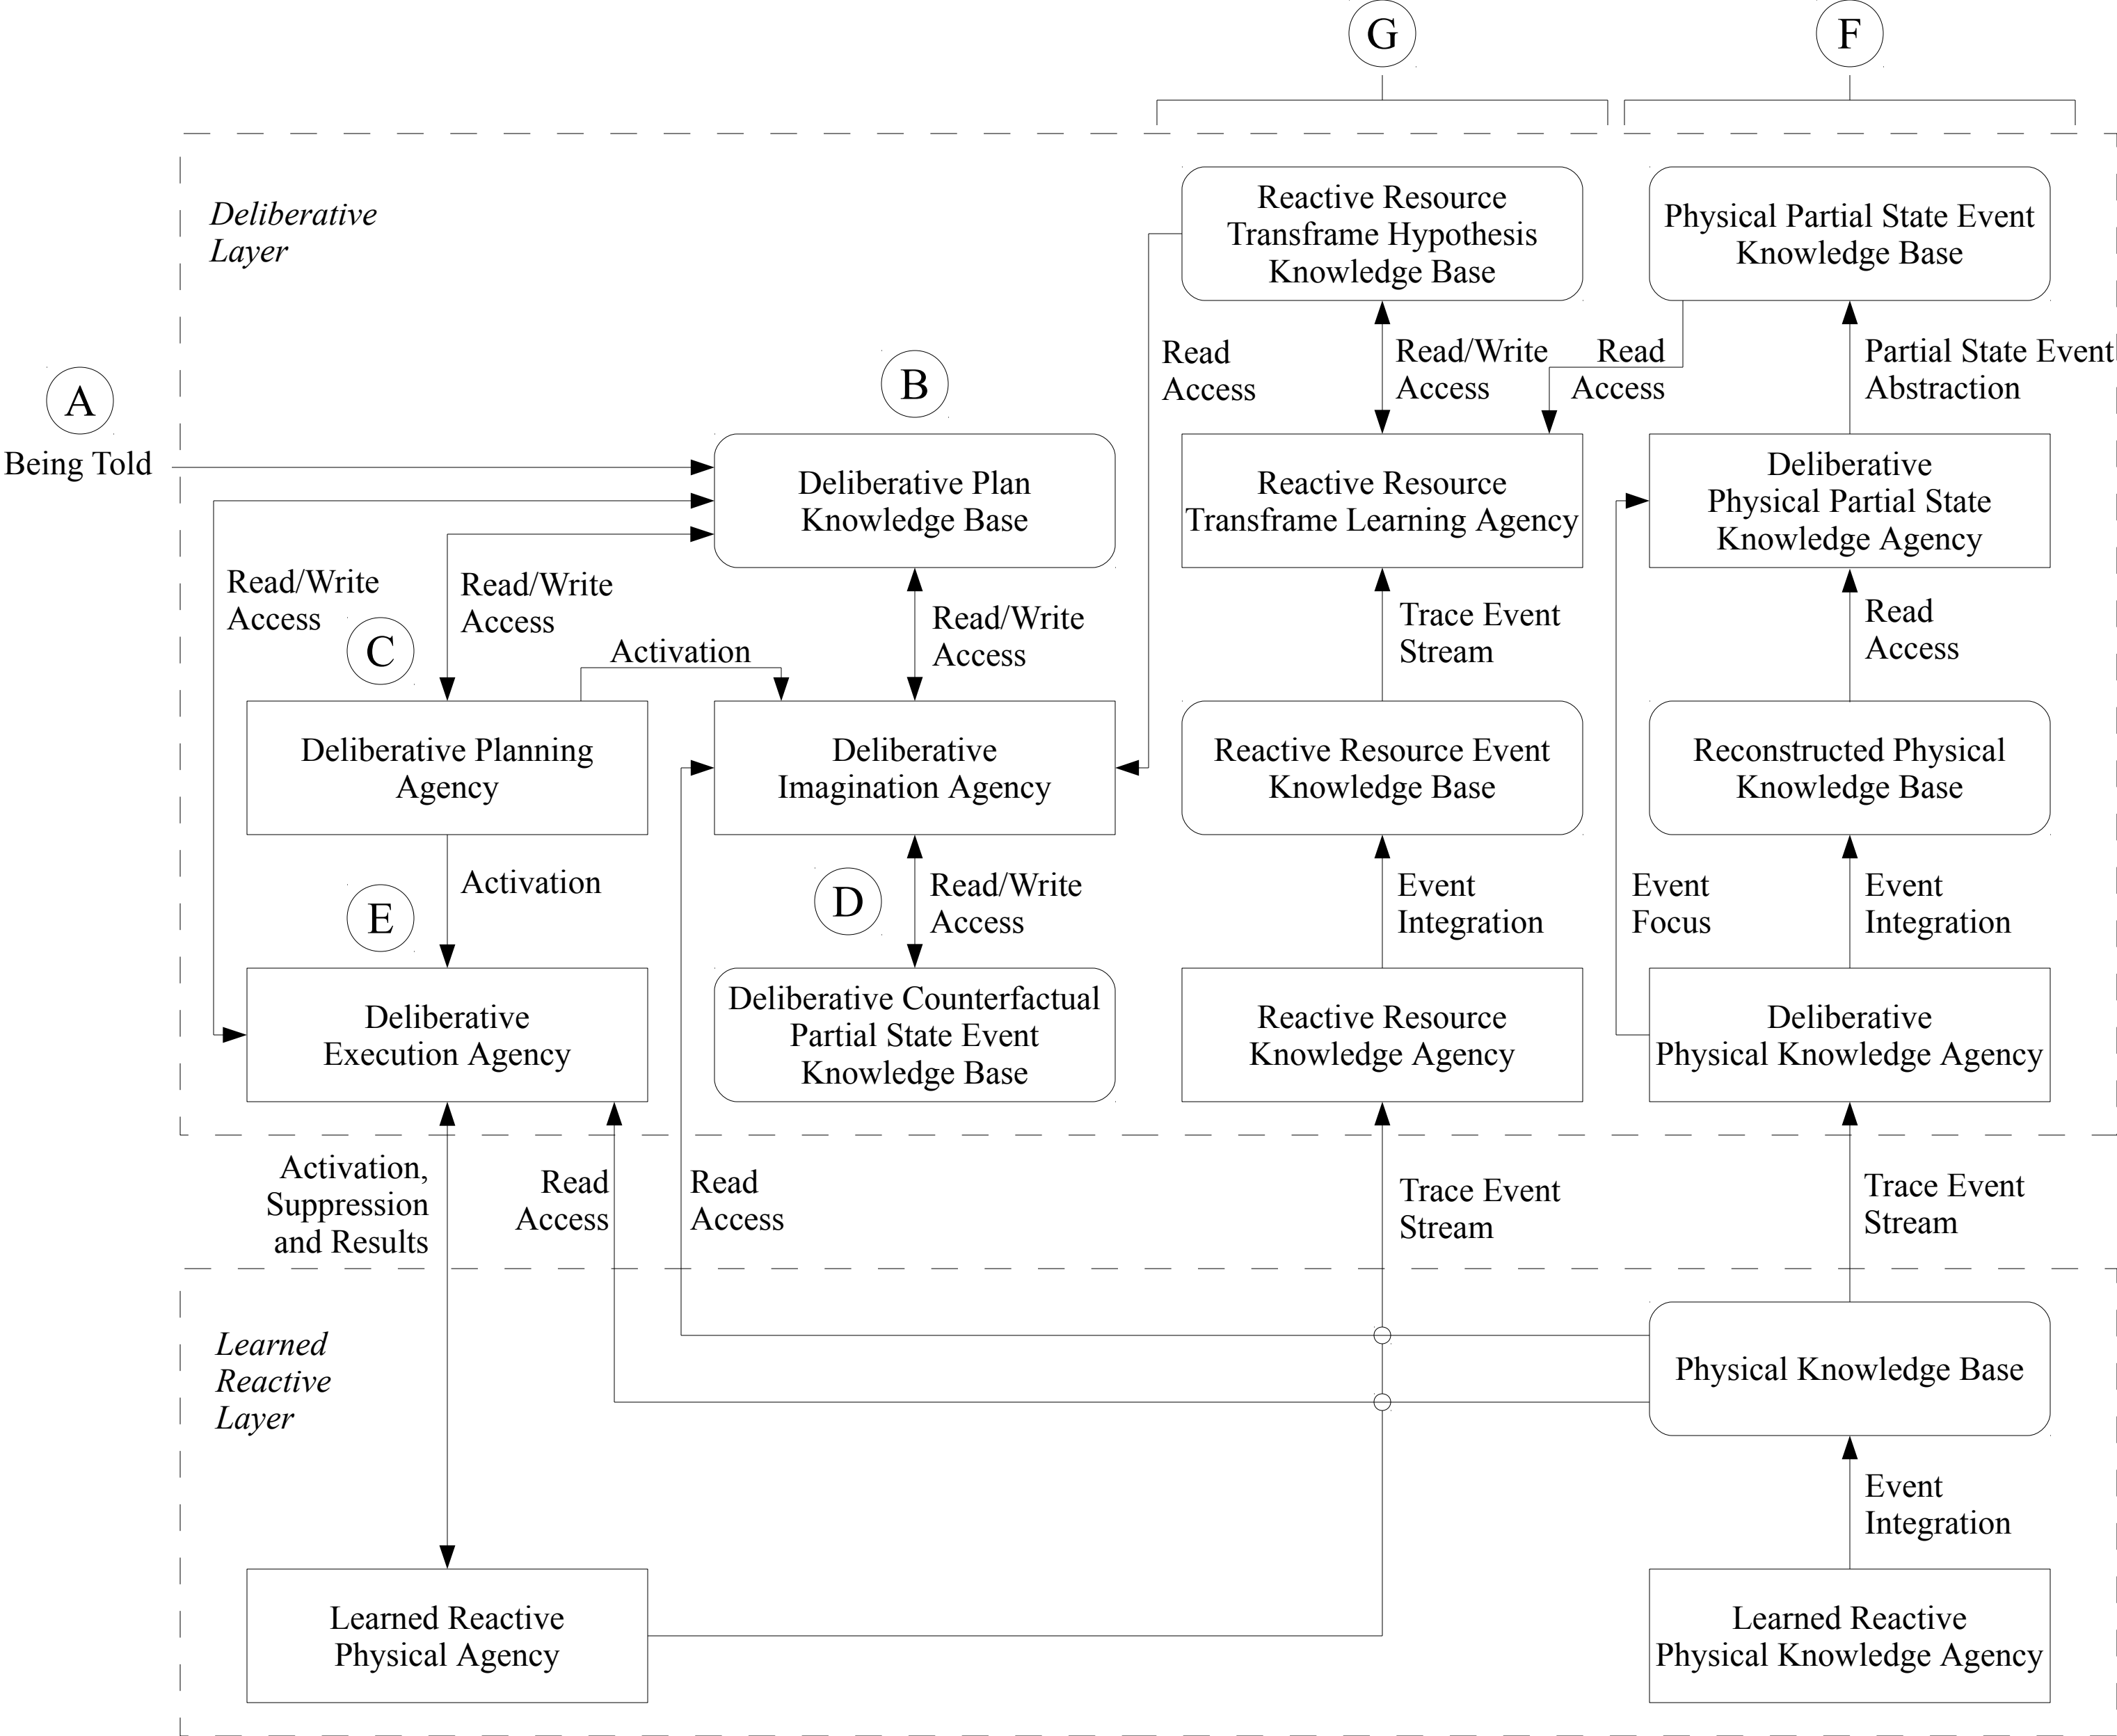 G
F
Deliberative
Layer
Reactive Resource
Transframe Hypothesis
Knowledge Base
Physical Partial State Event
Knowledge Base
Read
Access
Read/Write
Access
Read
Access
Partial State Event
Abstraction
A
Being Told
B
Deliberative Plan
Knowledge Base
Reactive Resource
Transframe Learning Agency
Deliberative
Physical Partial State
Knowledge Agency
Read/Write
Access
C
Read/Write
Access
Activation
Read/Write
Access
Trace Event
Stream
Read
Access
Deliberative Planning
Agency
Deliberative
Imagination Agency
Reactive Resource Event
Knowledge Base
Reconstructed Physical
Knowledge Base
Activation
E
D
Read/Write
Access
Event
Integration
Event
Focus
Event
Integration
Deliberative
Execution Agency
Deliberative Counterfactual
Partial State Event
Knowledge Base
Reactive Resource
Knowledge Agency
Deliberative
Physical Knowledge Agency
Activation,
Suppression
and Results
Read
Access
Read
Access
Trace Event
Stream
Trace Event
Stream
Learned
Reactive
Layer
Physical Knowledge Base
Event
Integration
Learned Reactive
Physical Agency
Learned Reactive
Physical Knowledge Agency